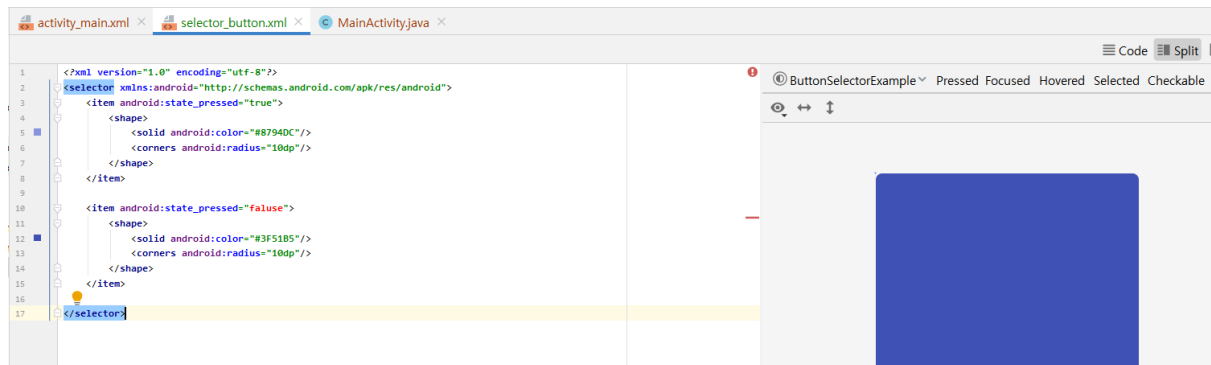 activity_main.xml × selector_button.xml × C MainActivity.java ×
Code Split
1 <?xml version="1.0" encoding="utf-8"?>
2 <selector xmlns:android="http://schemas.android.com/apk/res/android">
3 <item android:state_pressed="true">
4 <shape>
5 <solid android:color="#8794DC"/>
6 <corners android:radius="10dp"/>
7 </shape>
8 </item>
9
10 <item android:state_pressed="faluse">
11 <shape>
12 <solid android:color="#3F51B5"/>
13 <corners android:radius="10dp"/>
14 </shape>
15 </item>
16
17 </selector>
ButtonSelectorExample Pressed Focused Hovered Selected Checkable